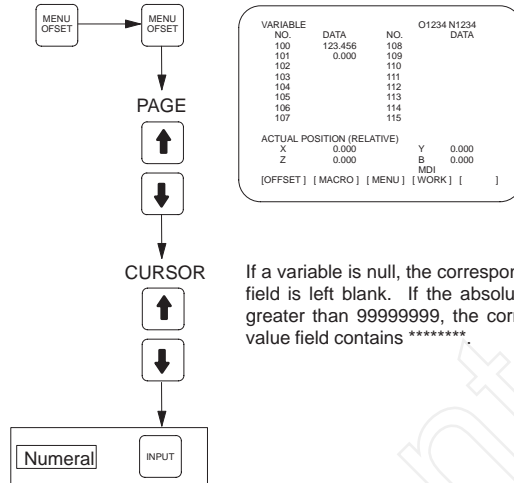 MENU
OFSET
MENU
OFSET
PAGE
CURSOR
Numeral
INPUT
VARIABLE O1234 N1234
NO. DATA NO. DATA
100 123.456 108
101 0.000 109
102 110
103 111
104 112
105 113
106 114
107 115
ACTUAL POSITION (RELATIVE)
X 0.000 Y 0.000
Z 0.000 B 0.000
MDI
[OFFSET ] [ MACRO ] [ MENU ] [ WORK ] [ ]
If a variable is null, the correspon
field is left blank. If the absolu
greater than 99999999, the corr
value field contains ********.